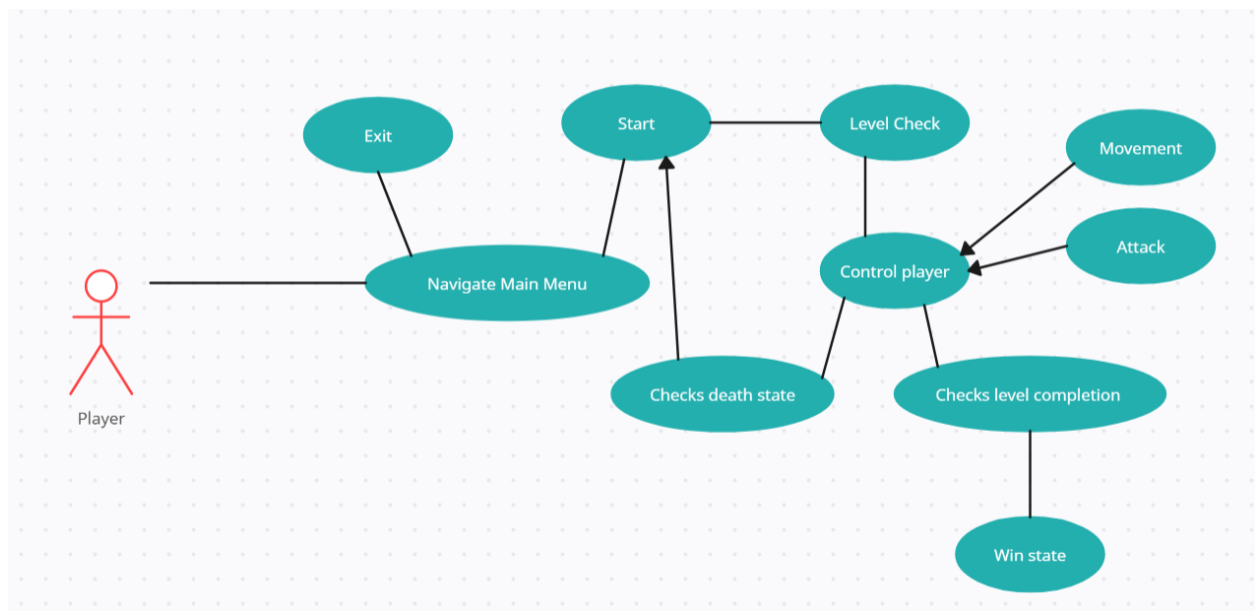 Exit
Start
Level Check
Movement
Attack
Control player
Navigate Main Menu
Player
Checks death state
Checks level completion
Win state